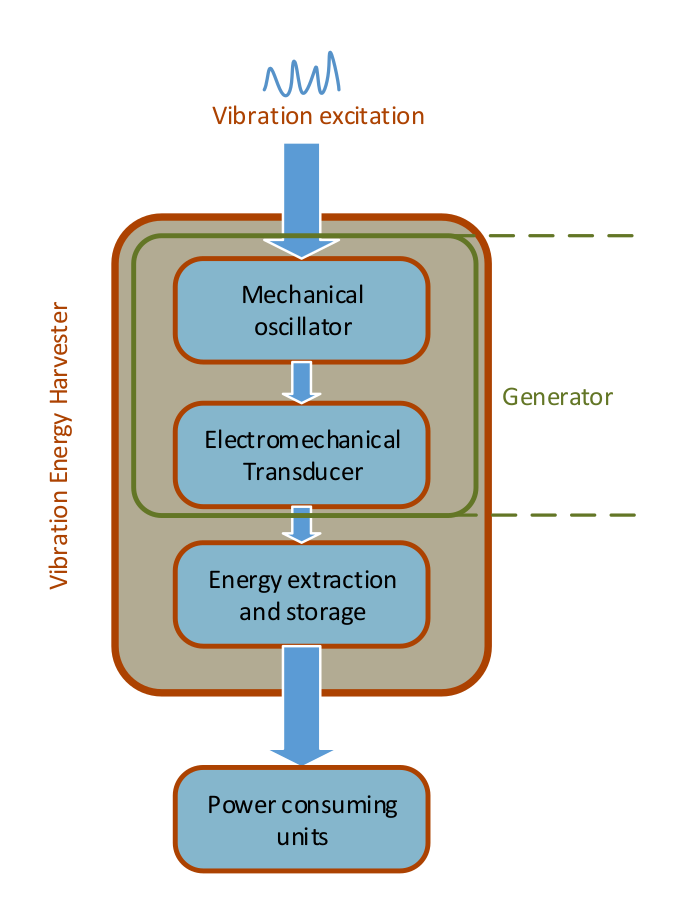 Vibration excitation
Mechanical
oscillator
Vibration Energy Harvester
Generator
Electromechanical
Transducer
Energy extraction
and storage
Power consuming
units